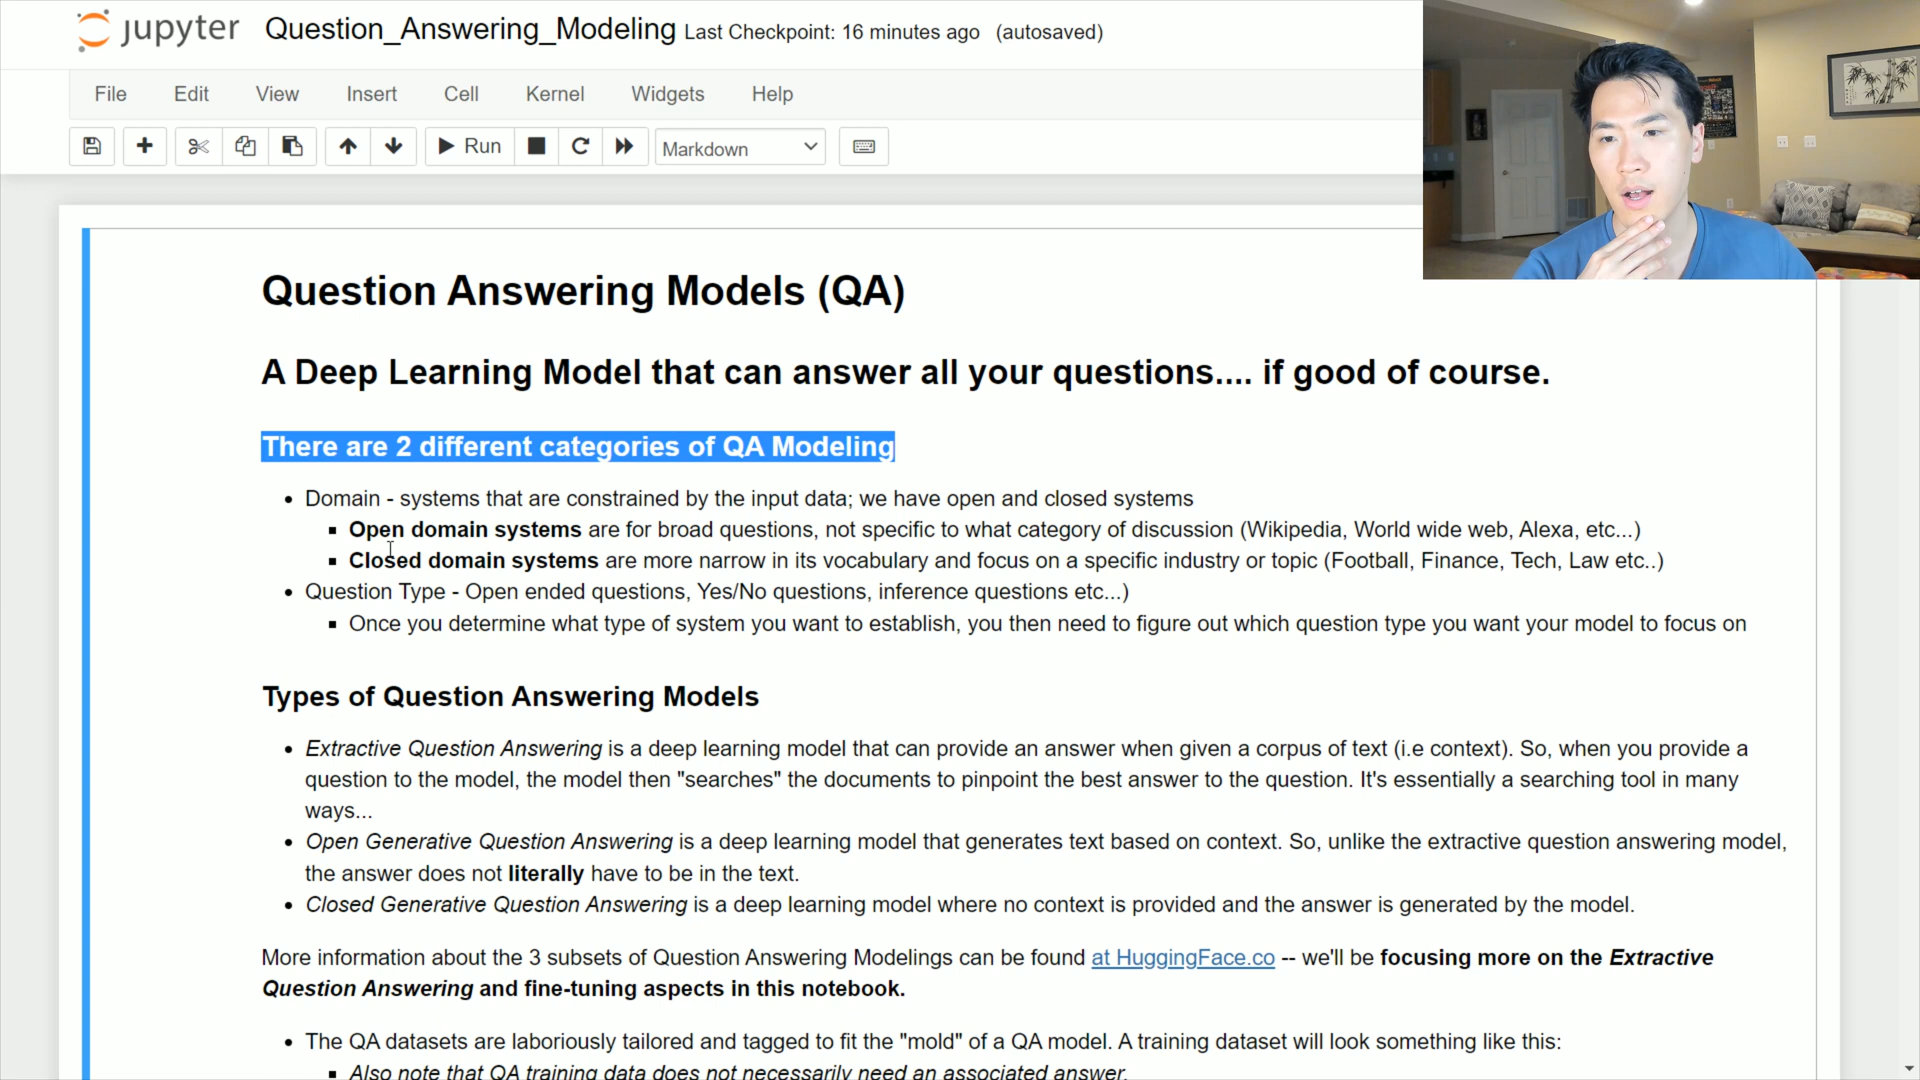 jupyter Question_Answering_Modeling Last Checkpoint: 16 minutes ago (autosaved)
File Edit View Insert Cell Kernel Widgets Help
Run Markdown
Question Answering Models (QA)
A Deep Learning Model that can answer all your questions.... if good of course.
There are 2 different categories of QA Modeling
Domain - systems that are constrained by the input data; we have open and closed systems
Open domain systems are for broad questions, not specific to what category of discussion (Wikipedia, World wide web, Alexa, etc...)
Closed domain systems are more narrow in its vocabulary and focus on a specific industry or topic (Football, Finance, Tech, Law etc..)
Question Type - Open ended questions, Yes/No questions, inference questions etc...)
Once you determine what type of system you want to establish, you then need to figure out which question type you want your model to focus on
Types of Question Answering Models
Extractive Question Answering is a deep learning model that can provide an answer when given a corpus of text (i.e context). So, when you provide a
question to the model, the model then "searches" the documents to pinpoint the best answer to the question. It's essentially a searching tool in many
ways...
Open Generative Question Answering is a deep learning model that generates text based on context. So, unlike the extractive question answering model,
the answer does not literally have to be in the text.
Closed Generative Question Answering is a deep learning model where no context is provided and the answer is generated by the model.
More information about the 3 subsets of Question Answering Modelings can be found at HuggingFace.co -- we'll be focusing more on the Extractive
Question Answering and fine-tuning aspects in this notebook.
The QA datasets are laboriously tailored and tagged to fit the "mold" of a QA model. A training dataset will look something like this:
Also note that QA training data does not necessarily need an associated answer.